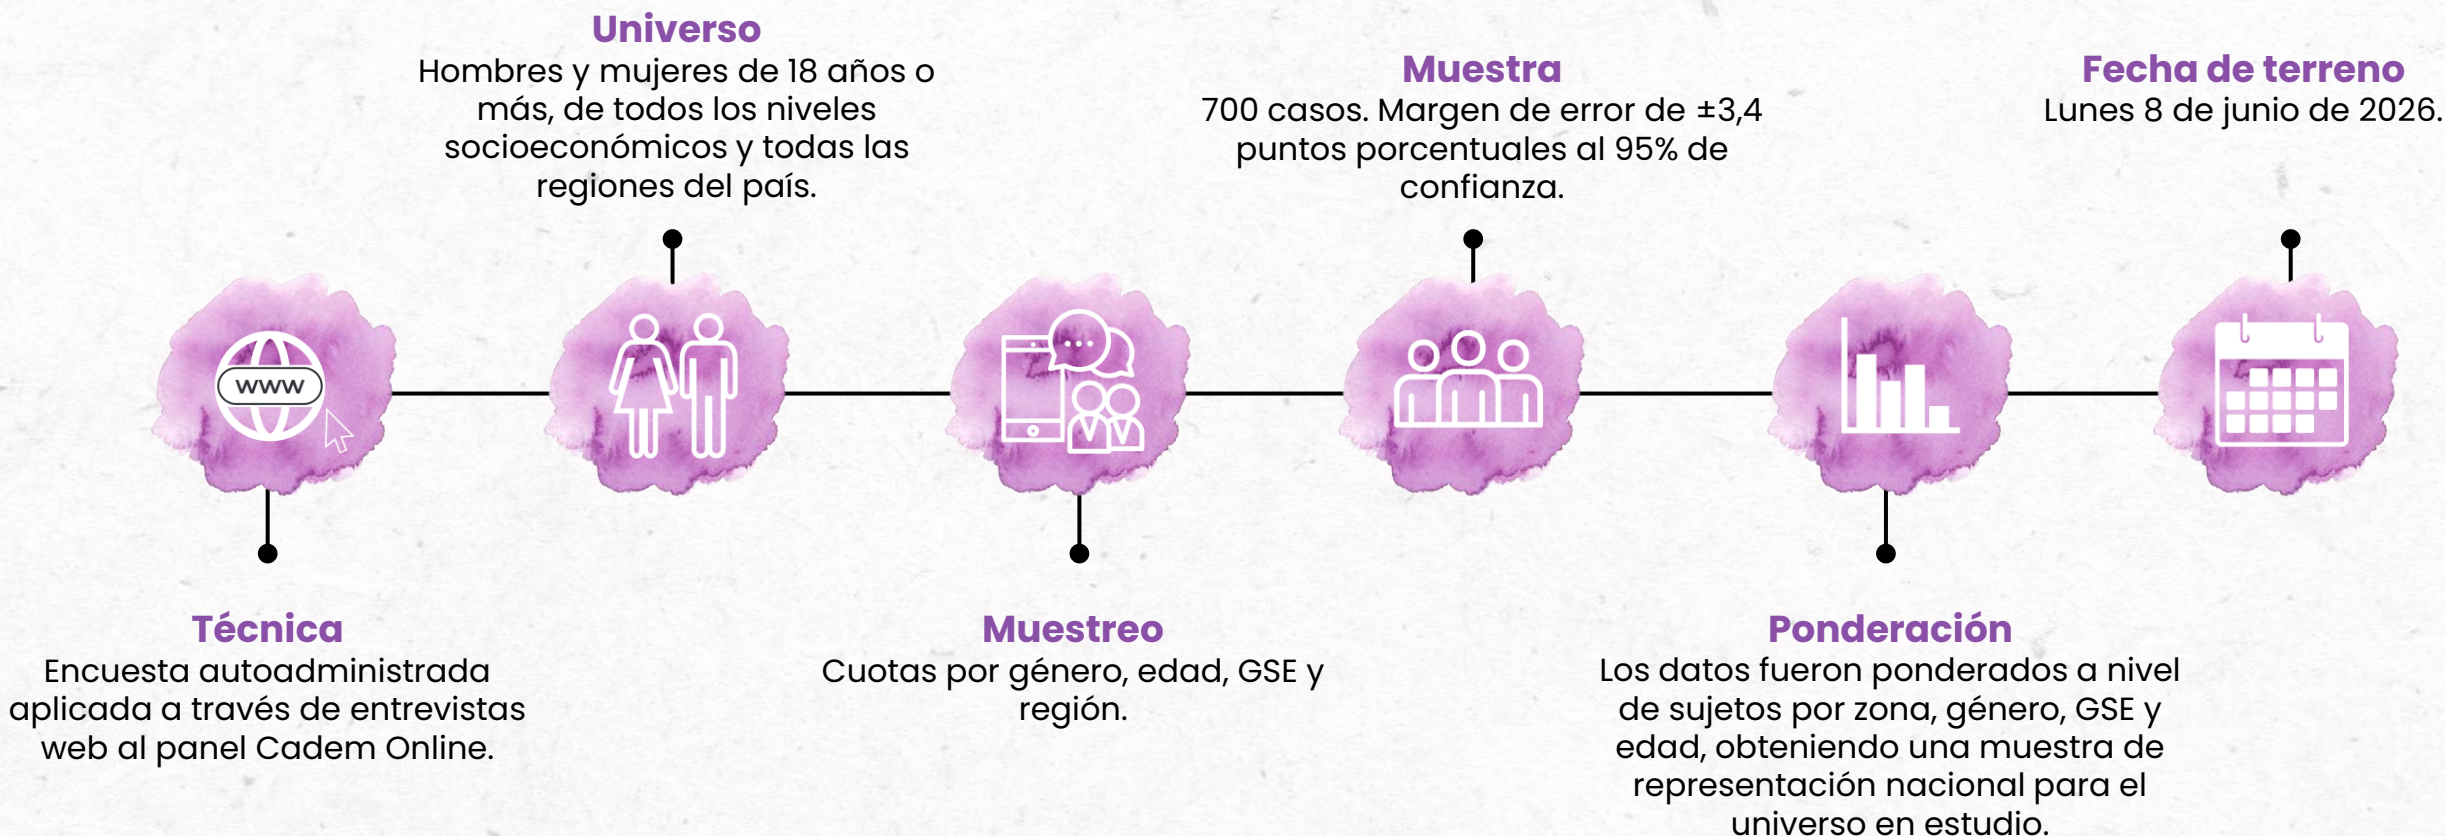 Universo
Hombres y mujeres de 18 años o
más, de todos los niveles
socioeconómicos y todas las
regiones del país.
Muestra
700 casos. Margen de error de ±3,4
puntos porcentuales al 95% de
confianza.
Fecha de terreno
Lunes 8 de junio de 2026.
www
Técnica
Encuesta autoadministrada
aplicada a través de entrevistas
web al panel Cadem Online.
Muestreo
Cuotas por género, edad, GSE y
región.
Ponderación
Los datos fueron ponderados a nivel
de sujetos por zona, género, GSE y
edad, obteniendo una muestra de
representación nacional para el
universo en estudio.